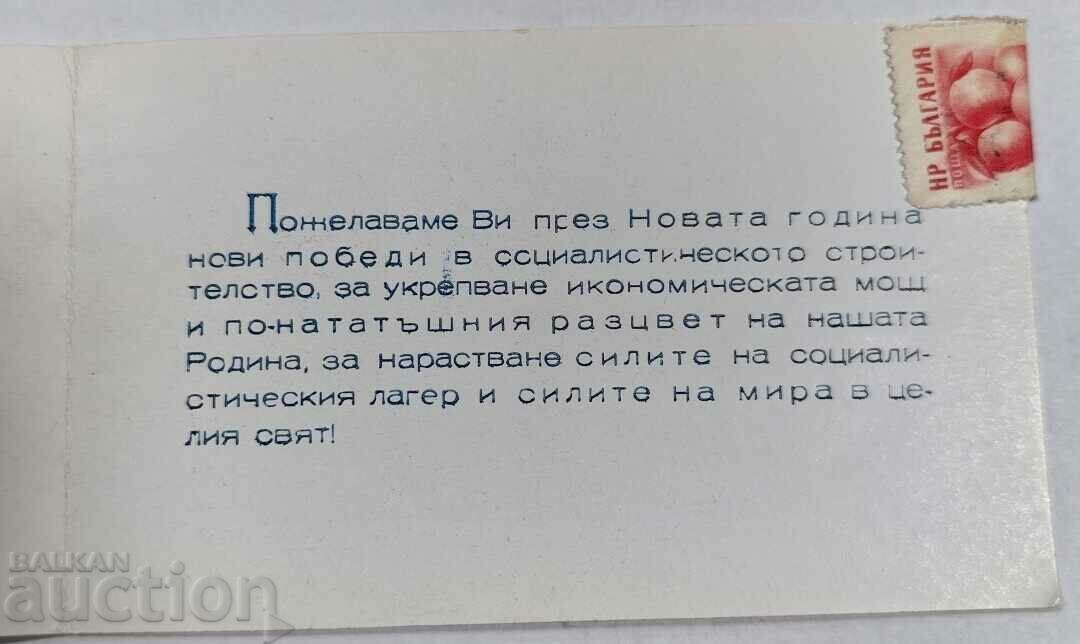 НР БЪЛГАРИЯ
ПОЩА
Пожелаваме Ви през Новата година
нови победи в социалистическото строи-
телство, за укрепване икономическата мощ
и по-нататъшния разцвет на нашата
Родина, за нарастване силите на социали-
стическия лагер и силите на мира в це-
лия свят!
BALKAN
auction